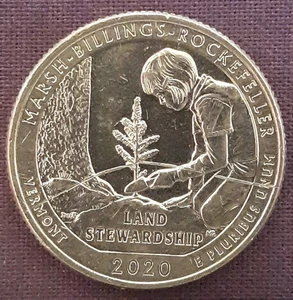 MARSH-BILLINGS-ROCKEFELLER
VERMONT
LAND
STEWARDSHIP
2020
E PLURIBUS UNUM